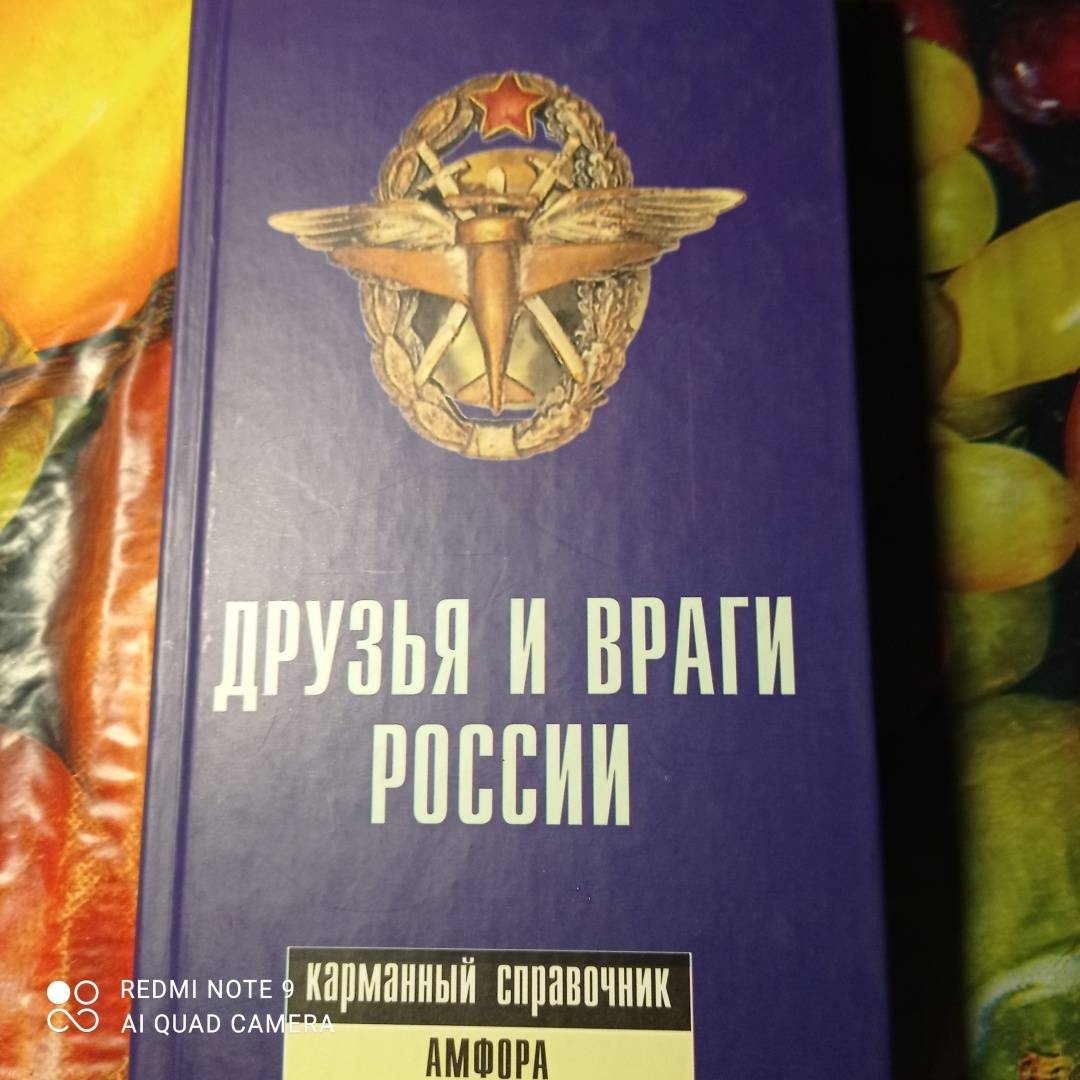 ДРУЗЬЯ И ВРАГИ
РОССИИ
карманный справочник
АМФОРА
REDMI NOTE 9
AI QUAD CAMERA